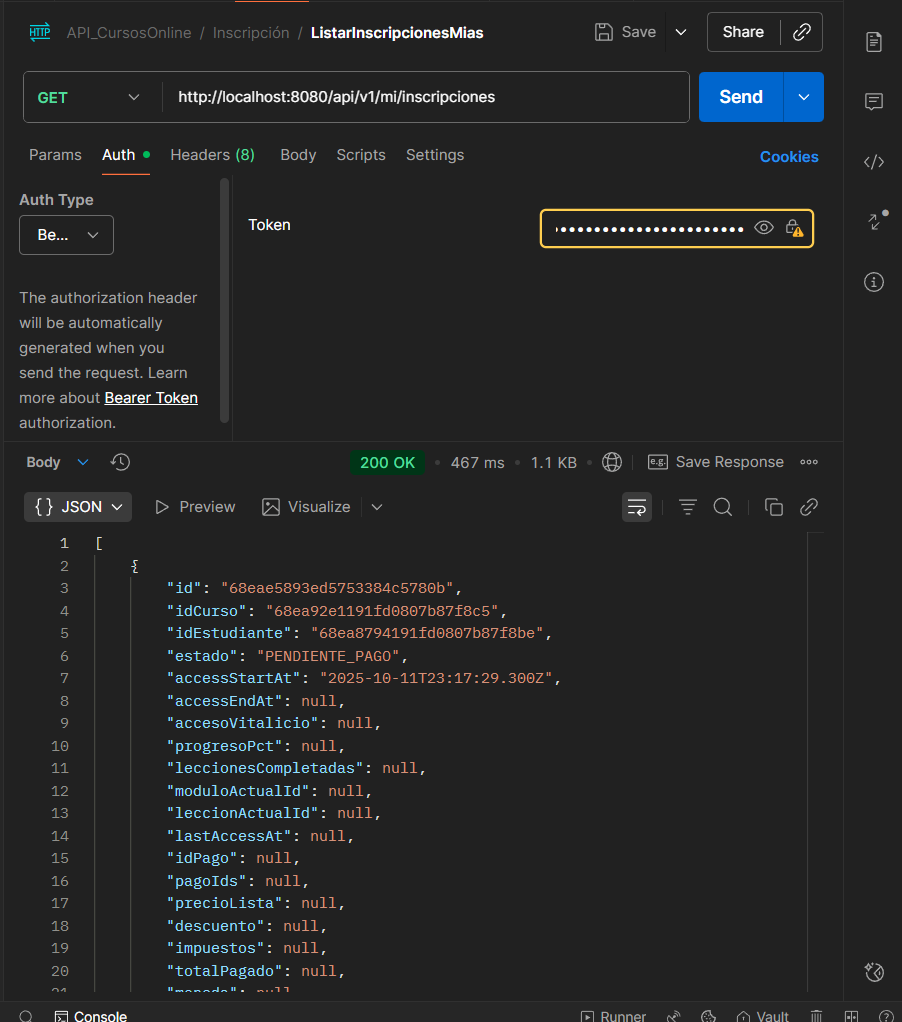 HTTP API_CursosOnline / Inscripción / ListarInscripcionesMias Save Share
GET http://localhost:8080/api/v1/mi/inscripciones Send
Params Auth Headers (8) Body Scripts Settings Cookies
Auth Type
Be...
Token
The authorization header
will be automatically
generated when you
send the request. Learn
more about Bearer Token
authorization.
Body 200 OK • 467 ms • 1.1 KB • e.g. Save Response
{} JSON Preview Visualize
1 [
2 {
3 "id": "68eae5893ed5753384c5780b",
4 "idCurso": "68ea92e1191fd0807b87f8c5",
5 "idEstudiante": "68ea8794191fd0807b87f8be",
6 "estado": "PENDIENTE_PAGO",
7 "accessStartAt": "2025-10-11T23:17:29.300Z",
8 "accessEndAt": null,
9 "accesoVitalicio": null,
10 "progresoPct": null,
11 "leccionesCompletadas": null,
12 "moduloActualId": null,
13 "leccionActualId": null,
14 "lastAccessAt": null,
15 "idPago": null,
16 "pagoIds": null,
17 "precioLista": null,
18 "descuento": null,
19 "impuestos": null,
20 "totalPagado": null,
21 "moneda": null
Console Runner Vault